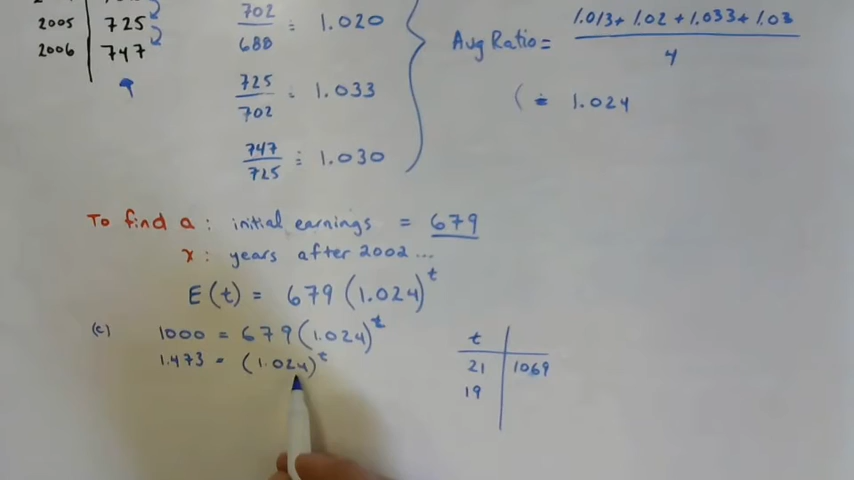 2005 725
2006 747
702/688 ≐ 1.020
725/702 ≐ 1.033
747/725 ≐ 1.030
Avg Ratio = (1.013 + 1.02 + 1.033 + 1.03)/4
≐ 1.024
To find a: initial earnings = 679
x: years after 2002...
E(t) = 679 (1.024)^t
(c) 1000 = 679 (1.024)^t
1.473 = (1.024)^t
t
21 1069
19